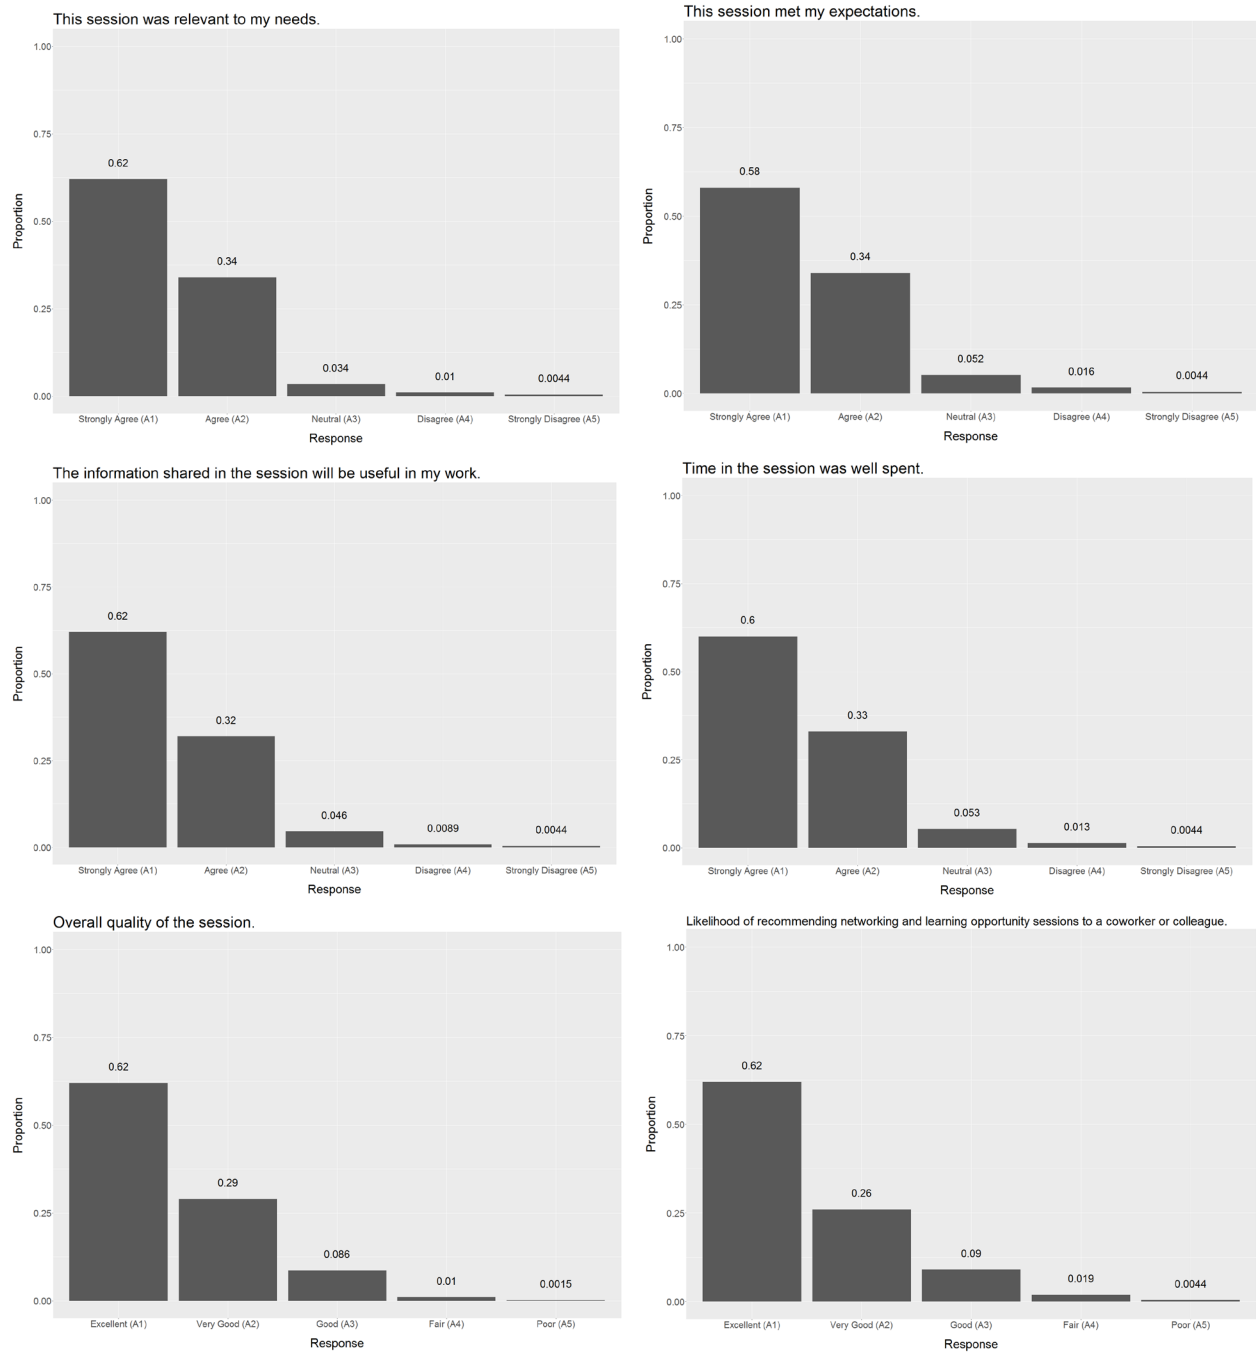 This session was relevant to my needs.
1.00
0.75
0.50
0.25
0.00
Proportion
0.62
0.34
0.034
0.01
0.0044
Strongly Agree (A1)
Agree (A2)
Neutral (A3)
Disagree (A4)
Strongly Disagree (A5)
Response
This session met my expectations.
1.00
0.75
0.50
0.25
0.00
Proportion
0.58
0.34
0.052
0.016
0.0044
Strongly Agree (A1)
Agree (A2)
Neutral (A3)
Disagree (A4)
Strongly Disagree (A5)
Response
The information shared in the session will be useful in my work.
1.00
0.75
0.50
0.25
0.00
Proportion
0.62
0.32
0.046
0.0089
0.0044
Strongly Agree (A1)
Agree (A2)
Neutral (A3)
Disagree (A4)
Strongly Disagree (A5)
Response
Time in the session was well spent.
1.00
0.75
0.50
0.25
0.00
Proportion
0.6
0.33
0.053
0.013
0.0044
Strongly Agree (A1)
Agree (A2)
Neutral (A3)
Disagree (A4)
Strongly Disagree (A5)
Response
Overall quality of the session.
1.00
0.75
0.50
0.25
0.00
Proportion
0.62
0.29
0.086
0.01
0.0015
Excellent (A1)
Very Good (A2)
Good (A3)
Fair (A4)
Poor (A5)
Response
Likelihood of recommending networking and learning opportunity sessions to a coworker or colleague.
1.00
0.75
0.50
0.25
0.00
Proportion
0.62
0.26
0.09
0.019
0.0044
Excellent (A1)
Very Good (A2)
Good (A3)
Fair (A4)
Poor (A5)
Response